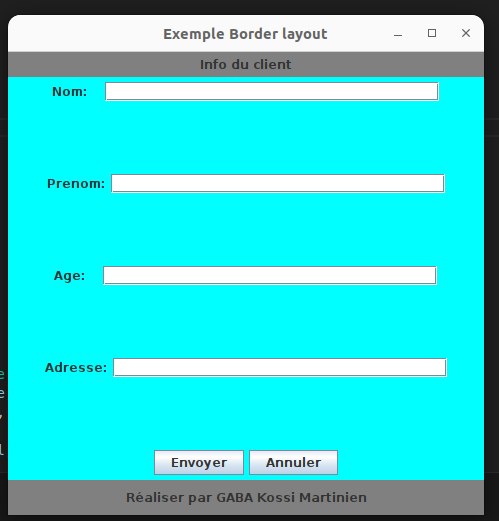 Exemple Border layout
Info du client
Nom:
Prenom:
Age:
Adresse:
Envoyer Annuler
Réaliser par GABA Kossi Martinien